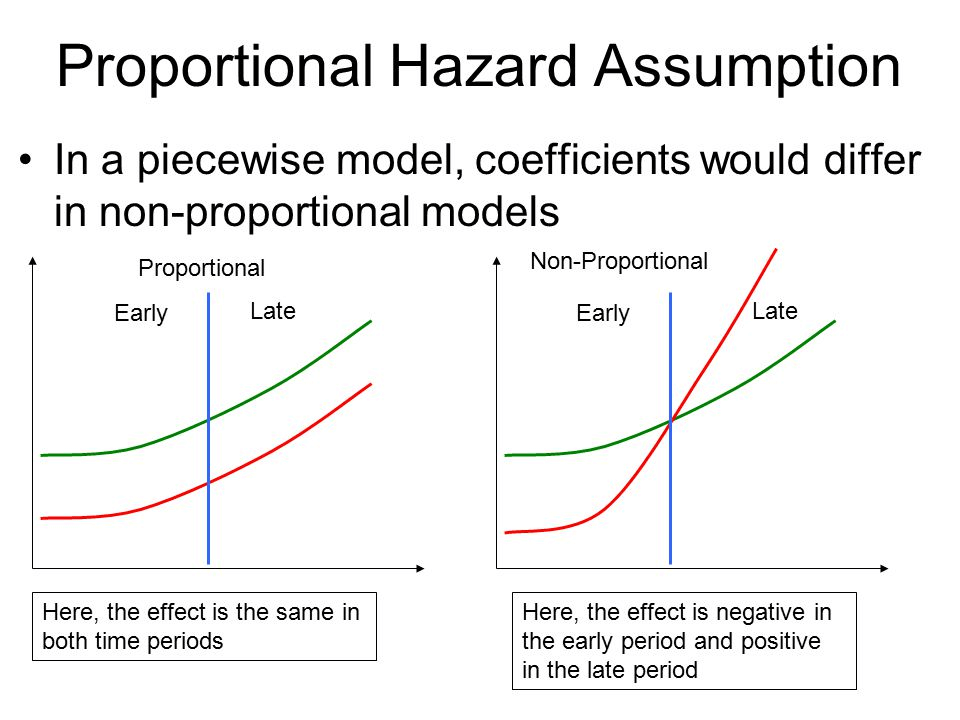 Proportional Hazard Assumption
• In a piecewise model, coefficients would differ
in non-proportional models
Proportional
Early
Late
Here, the effect is the same in
both time periods
Non-Proportional
Early
Late
Here, the effect is negative in
the early period and positive
in the late period